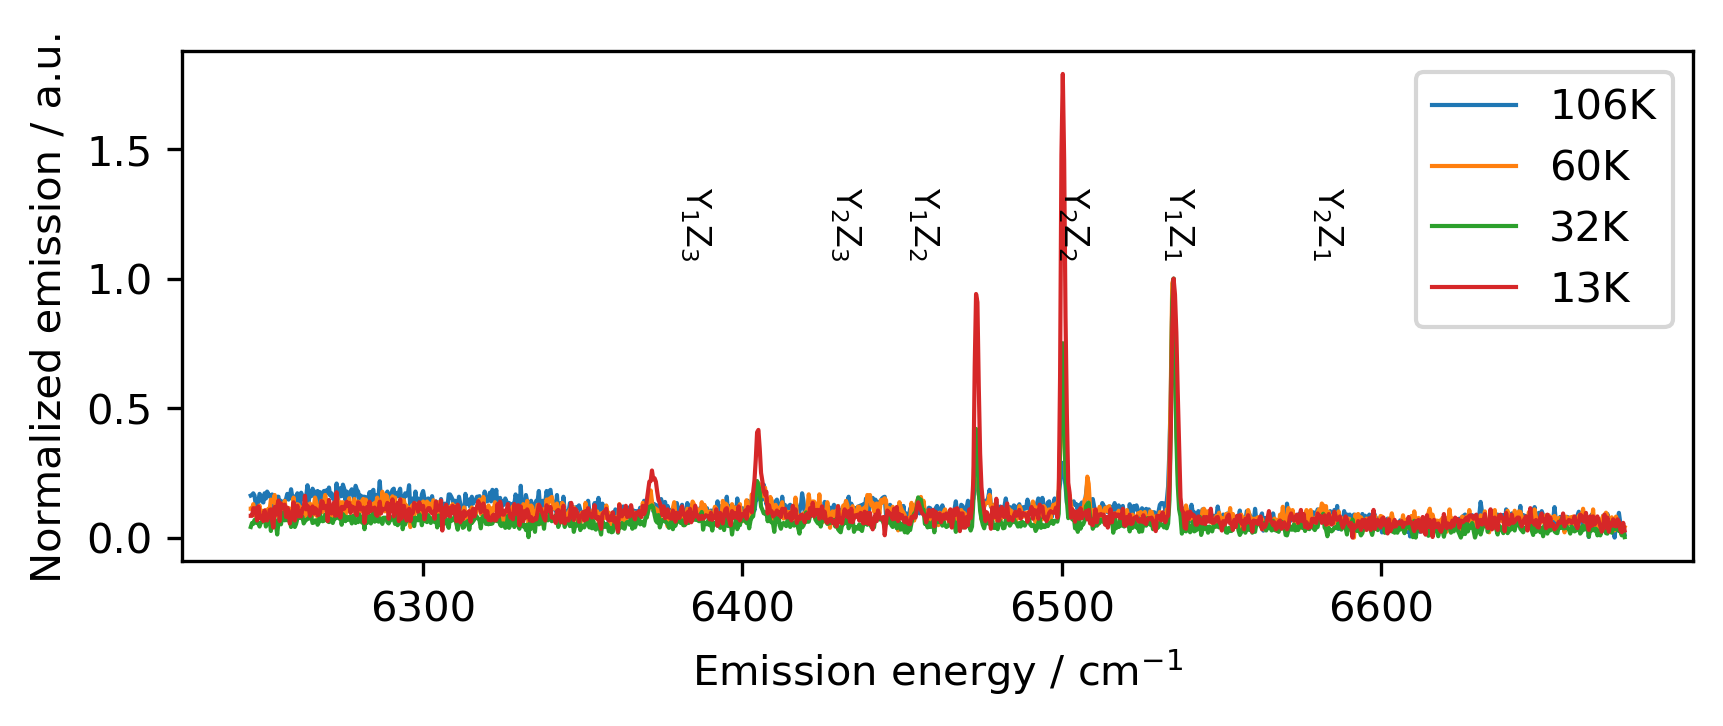 Normalized emission / a.u.
1.5
1.0
0.5
0.0
Y₁Z₃
Y₂Z₃
Y₁Z₂
Y₂Z₂
Y₁Z₁
Y₂Z₁
106K
60K
32K
13K
6300 6400 6500 6600
Emission energy / cm⁻¹